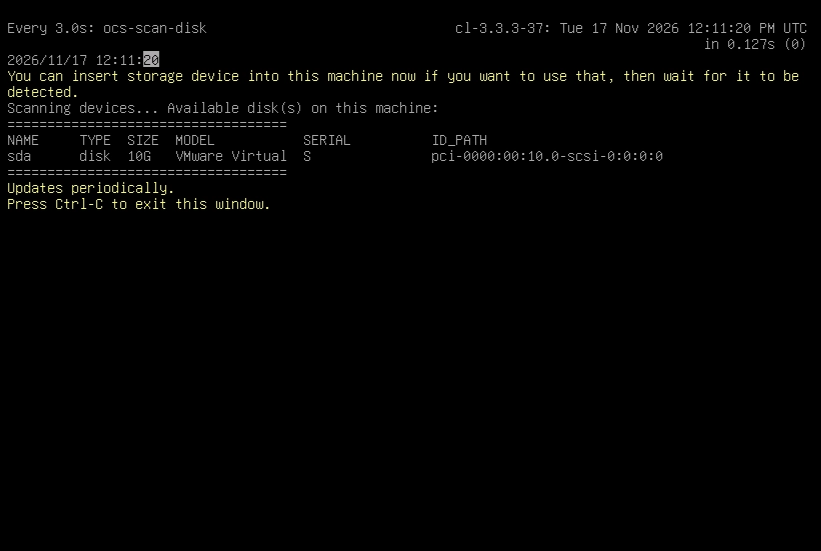 Every 3.0s: ocs-scan-disk cl-3.3.3-37: Tue 17 Nov 2026 12:11:20 PM UTC
in 0.127s (0)
2026/11/17 12:11:20
You can insert storage device into this machine now if you want to use that, then wait for it to be
detected.
Scanning devices... Available disk(s) on this machine:
===================================
NAME TYPE SIZE MODEL SERIAL ID_PATH
sda disk 10G VMware Virtual S pci-0000:00:10.0-scsi-0:0:0:0
===================================
Updates periodically.
Press Ctrl-C to exit this window.